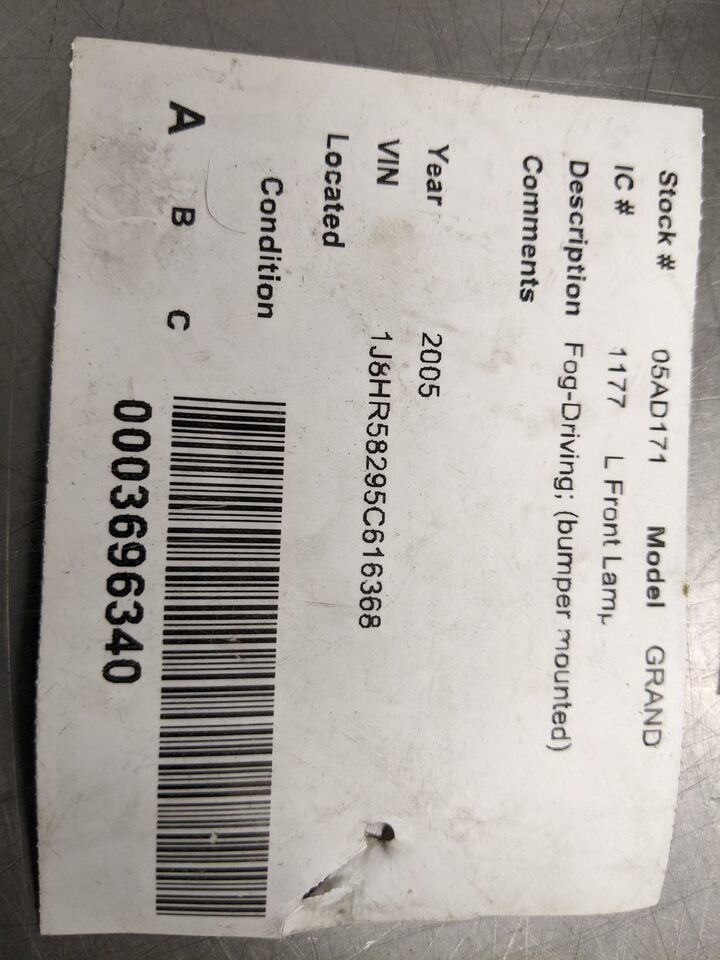 Stock # 05AD171 Model GRAND
IC # 1177 L Front Lamp
Description Fog-Driving; (bumper mounted)
Comments
Year 2005
VIN 1J8HR58295C616368
Located
Condition
A B C
0003696340